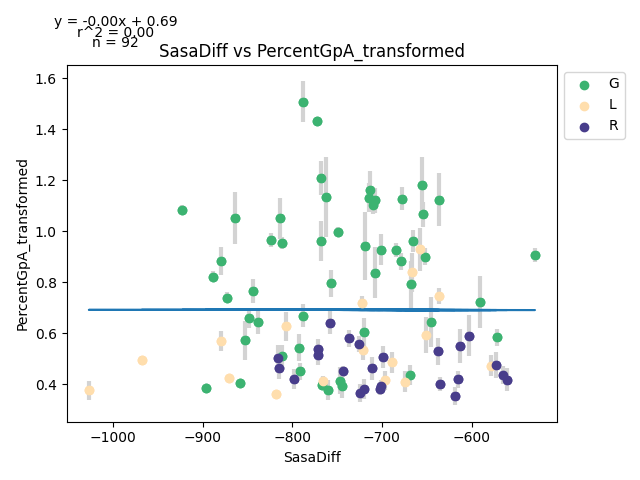 y = -0.00x + 0.69
r^2 = 0.00
n = 92
SasaDiff vs PercentGpA_transformed
G
L
R
1.6
1.4
1.2
1.0
0.8
0.6
0.4
PercentGpA_transformed
−1000
−900
−800
−700
−600
SasaDiff